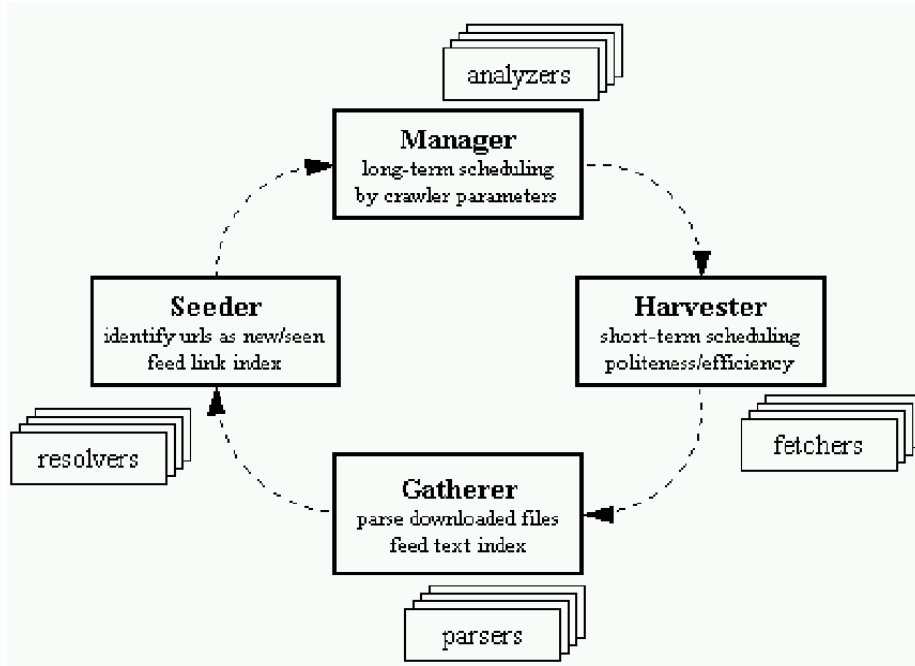 analyzers
Manager
long-term scheduling
by crawler parameters
Seeder
identify urls as new/seen
feed link index
Harvester
short-term scheduling
politeness/efficiency
resolvers
fetchers
Gatherer
parse downloaded files
feed text index
parsers